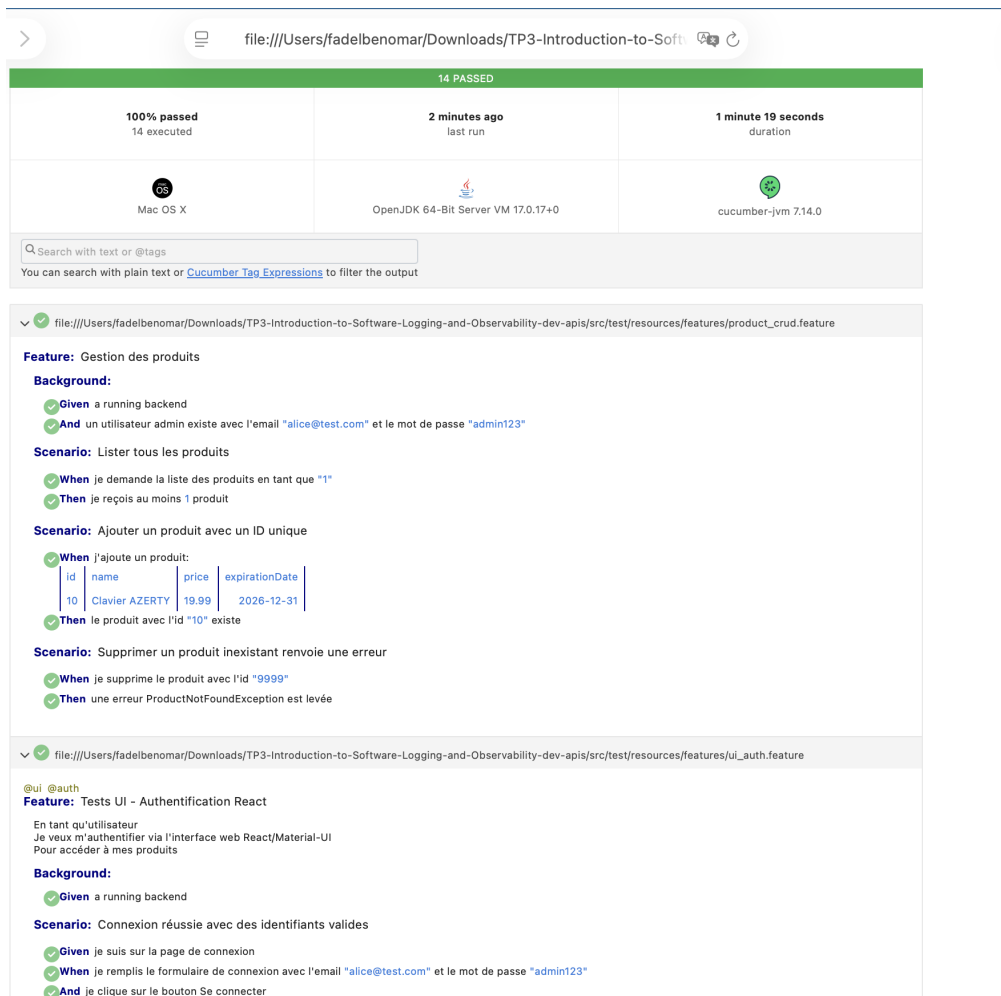 file:///Users/fadelbenomar/Downloads/TP3-Introduction-to-Soft
14 PASSED
100% passed
14 executed
2 minutes ago
last run
1 minute 19 seconds
duration
Mac OS X
OpenJDK 64-Bit Server VM 17.0.17+0
cucumber-jvm 7.14.0
Search with text or @tags
You can search with plain text or Cucumber Tag Expressions to filter the output
file:///Users/fadelbenomar/Downloads/TP3-Introduction-to-Software-Logging-and-Observability-dev-apis/src/test/resources/features/product_crud.feature
Feature: Gestion des produits
Background:
Given a running backend
And un utilisateur admin existe avec l'email "alice@test.com" et le mot de passe "admin123"
Scenario: Lister tous les produits
When je demande la liste des produits en tant que "1"
Then je reçois au moins 1 produit
Scenario: Ajouter un produit avec un ID unique
When j'ajoute un produit:
id name price expirationDate
10 Clavier AZERTY 19.99 2026-12-31
Then le produit avec l'id "10" existe
Scenario: Supprimer un produit inexistant renvoie une erreur
When je supprime le produit avec l'id "9999"
Then une erreur ProductNotFoundException est levée
file:///Users/fadelbenomar/Downloads/TP3-Introduction-to-Software-Logging-and-Observability-dev-apis/src/test/resources/features/ui_auth.feature
@ui @auth
Feature: Tests UI - Authentification React
En tant qu'utilisateur
Je veux m'authentifier via l'interface web React/Material-UI
Pour accéder à mes produits
Background:
Given a running backend
Scenario: Connexion réussie avec des identifiants valides
Given je suis sur la page de connexion
When je remplis le formulaire de connexion avec l'email "alice@test.com" et le mot de passe "admin123"
And je clique sur le bouton Se connecter